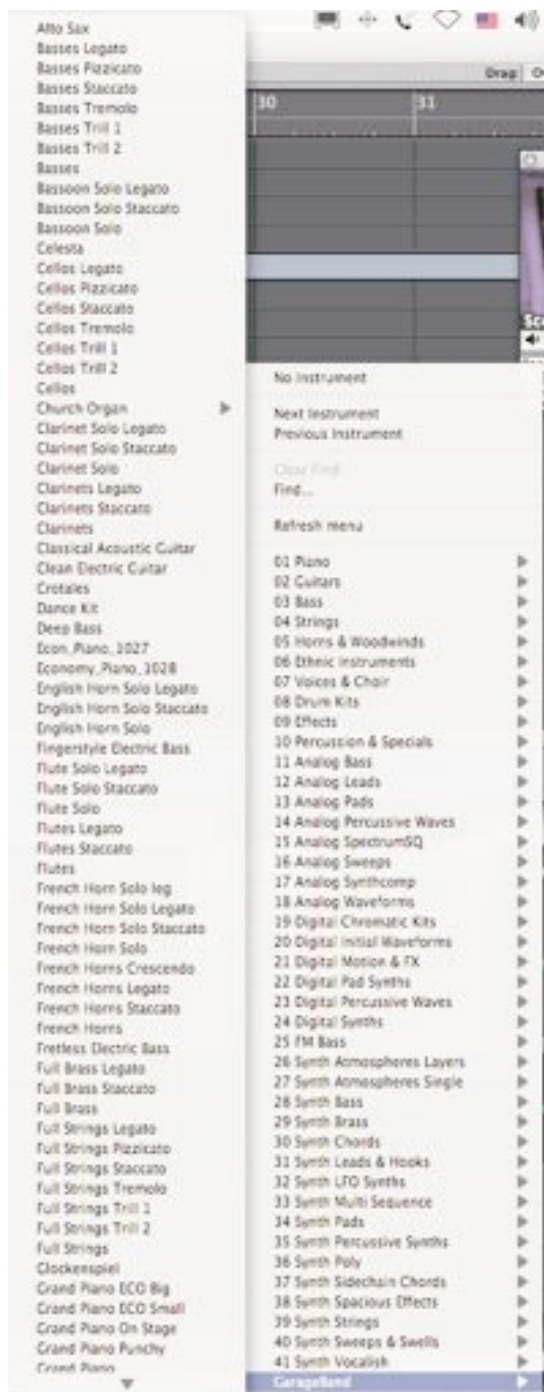 Alto Sax
Basses Legato
Basses Pizzicato
Basses Staccato
Basses Tremolo
Basses Trill 1
Basses Trill 2
Basses
Bassoon Solo Legato
Bassoon Solo Staccato
Bassoon Solo
Celesta
Cellos Legato
Cellos Pizzicato
Cellos Staccato
Cellos Tremolo
Cellos Trill 1
Cellos Trill 2
Cellos
Church Organ
Clarinet Solo Legato
Clarinet Solo Staccato
Clarinet Solo
Clarinets Legato
Clarinets Staccato
Clarinets
Classical Acoustic Guitar
Clean Electric Guitar
Crotales
Dance Kit
Deep Bass
Econ_Piano_1027
Economy_Piano_1028
English Horn Solo Legato
English Horn Solo Staccato
English Horn Solo
Fingerstyle Electric Bass
Flute Solo Legato
Flute Solo Staccato
Flute Solo
Flutes Legato
Flutes Staccato
Flutes
French Horn Solo leg
French Horn Solo Legato
French Horn Solo Staccato
French Horn Solo
French Horns Crescendo
French Horns Legato
French Horns Staccato
French Horns
Fretless Electric Bass
Full Brass Legato
Full Brass Staccato
Full Brass
Full Strings Legato
Full Strings Pizzicato
Full Strings Staccato
Full Strings Tremolo
Full Strings Trill 1
Full Strings Trill 2
Full Strings
Glockenspiel
Grand Piano ECO Big
Grand Piano ECO Small
Grand Piano On Stage
Grand Piano Punchy
Grand Piano
Drag
30 31
No Instrument
Next Instrument
Previous Instrument
Clear Find
Find...
Refresh menu
01 Piano
02 Guitars
03 Bass
04 Strings
05 Horns & Woodwinds
06 Ethnic Instruments
07 Voices & Choir
08 Drum Kits
09 Effects
10 Percussion & Specials
11 Analog Bass
12 Analog Leads
13 Analog Pads
14 Analog Percussive Waves
15 Analog SpectrumSQ
16 Analog Sweeps
17 Analog Synthcomp
18 Analog Waveforms
19 Digital Chromatic Kits
20 Digital Initial Waveforms
21 Digital Motion & FX
22 Digital Pad Synths
23 Digital Percussive Waves
24 Digital Synths
25 FM Bass
26 Synth Atmospheres Layers
27 Synth Atmospheres Single
28 Synth Bass
29 Synth Brass
30 Synth Chords
31 Synth Leads & Hooks
32 Synth LFO Synths
33 Synth Multi Sequence
34 Synth Pads
35 Synth Percussive Synths
36 Synth Poly
37 Synth Sidechain Chords
38 Synth Spacious Effects
39 Synth Strings
40 Synth Sweeps & Swells
41 Synth Vocalish
GarageBand